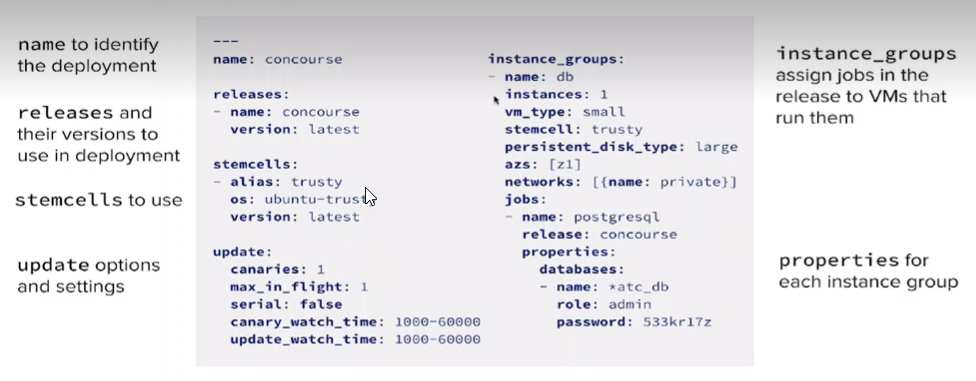 name to identify
the deployment
releases and
their versions to
use in deployment
stemcells to use
update options
and settings
---
name: concourse
releases:
- name: concourse
version: latest
stemcells:
- alias: trusty
os: ubuntu-trust
version: latest
update:
canaries: 1
max_in_flight: 1
serial: false
canary_watch_time: 1000-60000
update_watch_time: 1000-60000
instance_groups:
- name: db
instances: 1
vm_type: small
stemcell: trusty
persistent_disk_type: large
azs: [z1]
networks: [{name: private}]
jobs:
- name: postgresql
release: concourse
properties:
databases:
- name: *atc_db
role: admin
password: 533kr17z
instance_groups
assign jobs in the
release to VMs that
run them
properties for
each instance group